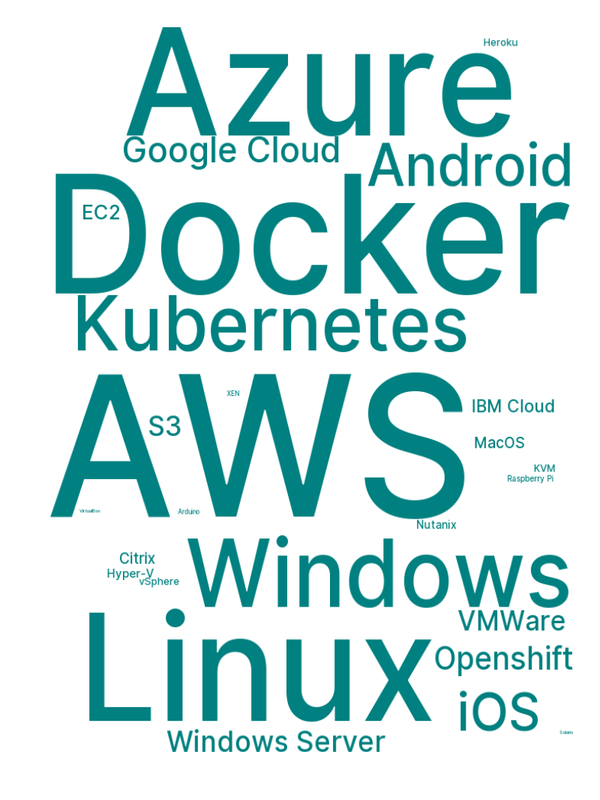 Heroku
Azure
Google Cloud
Android
EC2
Docker
Kubernetes
XEN
AWS
S3
IBM Cloud
MacOS
KVM
Raspberry Pi
VirtualBox
Arduino
Nutanix
Windows
Citrix
Hyper-V
vSphere
VMWare
Linux
Openshift
iOS
Windows Server